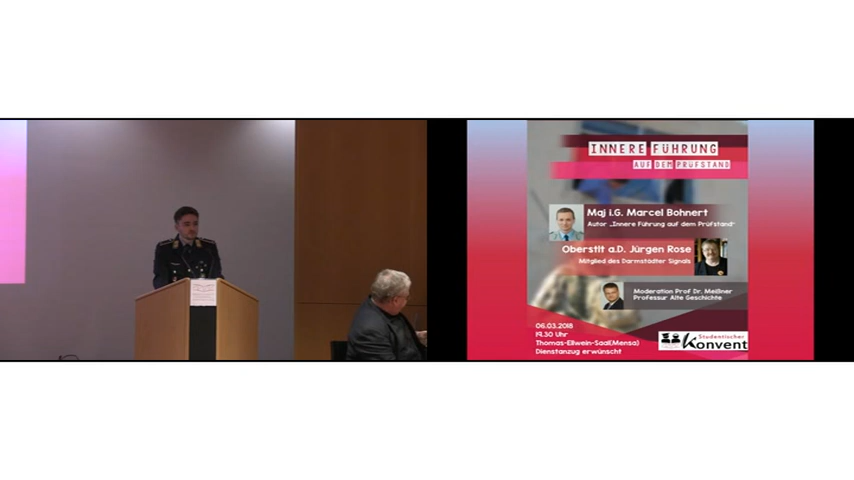 INNERE FÜHRUNG
AUF DEM PRÜFSTAND
Maj i.G. Marcel Bohnert
Autor „Innere Führung auf dem Prüfstand"
Oberstlt a.D. Jürgen Rose
Mitglied des Darmstädter Signals
Moderation Prof Dr. Meißner
Professur Alte Geschichte
06.03.2018
19.30 Uhr
Thomas-Ellwein-Saal(Mensa)
Dienstanzug erwünscht
Studentischer
Konvent